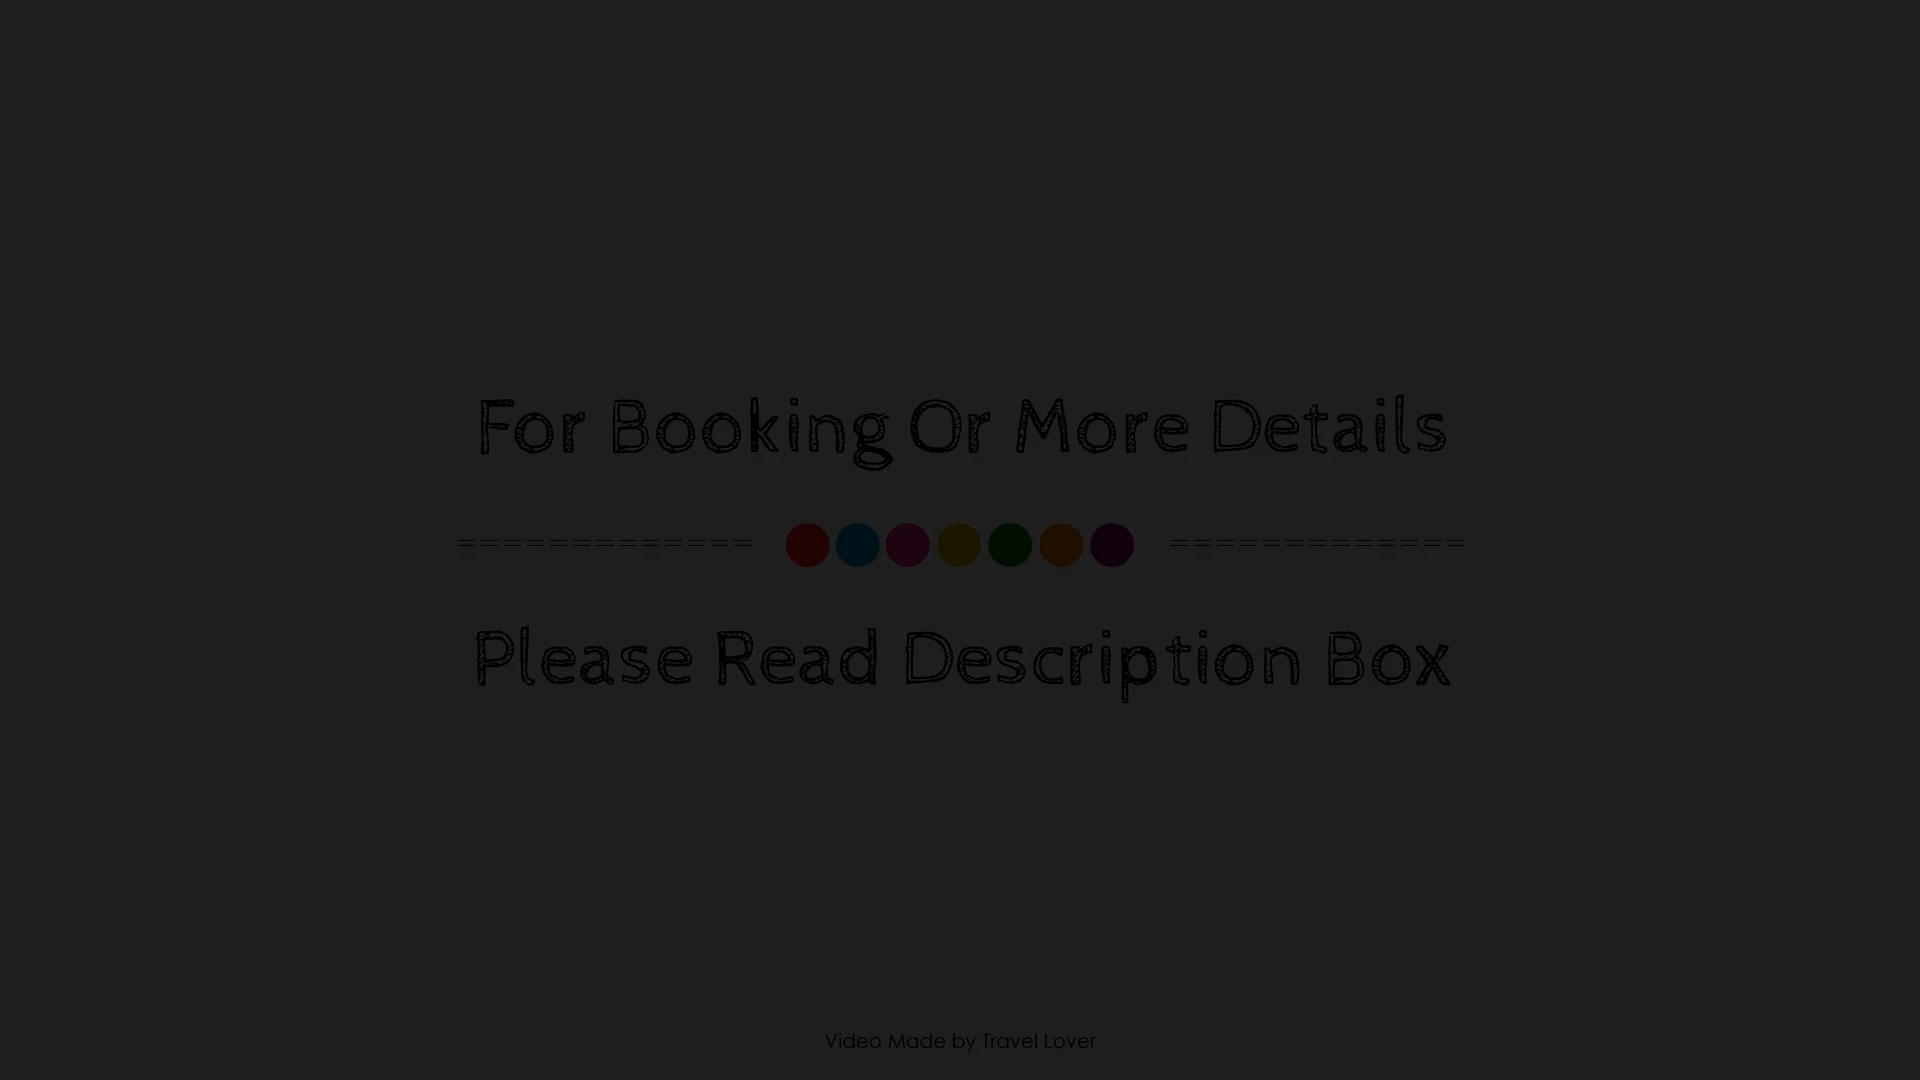 For Booking Or More Details
============= =============
Please Read Description Box
Video Made by Travel Lover